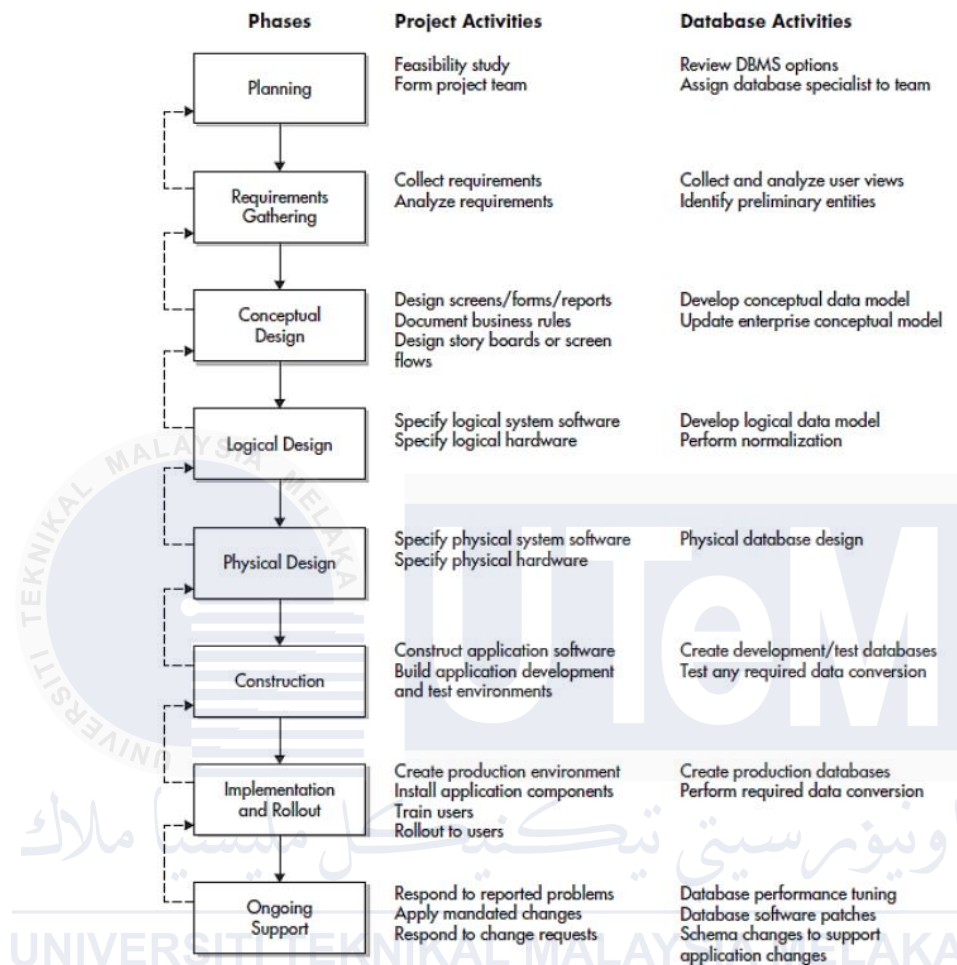 Phases Project Activities Database Activities
Planning
Feasibility study
Form project team
Review DBMS options
Assign database specialist to team
Requirements
Gathering
Collect requirements
Analyze requirements
Collect and analyze user views
Identify preliminary entities
Conceptual
Design
Design screens/forms/reports
Document business rules
Design story boards or screen
flows
Develop conceptual data model
Update enterprise conceptual model
Logical Design
Specify logical system software
Specify logical hardware
Develop logical data model
Perform normalization
Physical Design
Specify physical system software
Specify physical hardware
Physical database design
Construction
Construct application software
Build application development
and test environments
Create development/test databases
Test any required data conversion
Implementation
and Rollout
Create production environment
Install application components
Train users
Rollout to users
Create production databases
Perform required data conversion
Ongoing
Support
Respond to reported problems
Apply mandated changes
Respond to change requests
Database performance tuning
Database software patches
Schema changes to support
application changes
UNIVERSITI TEKNIKAL MALAYSIA MELAKA
UTeM
اونيۏرسيتي تيكنيكل مليسيا ملاك
UNIVERSITI TEKNIKAL MALAYSIA MELAKA